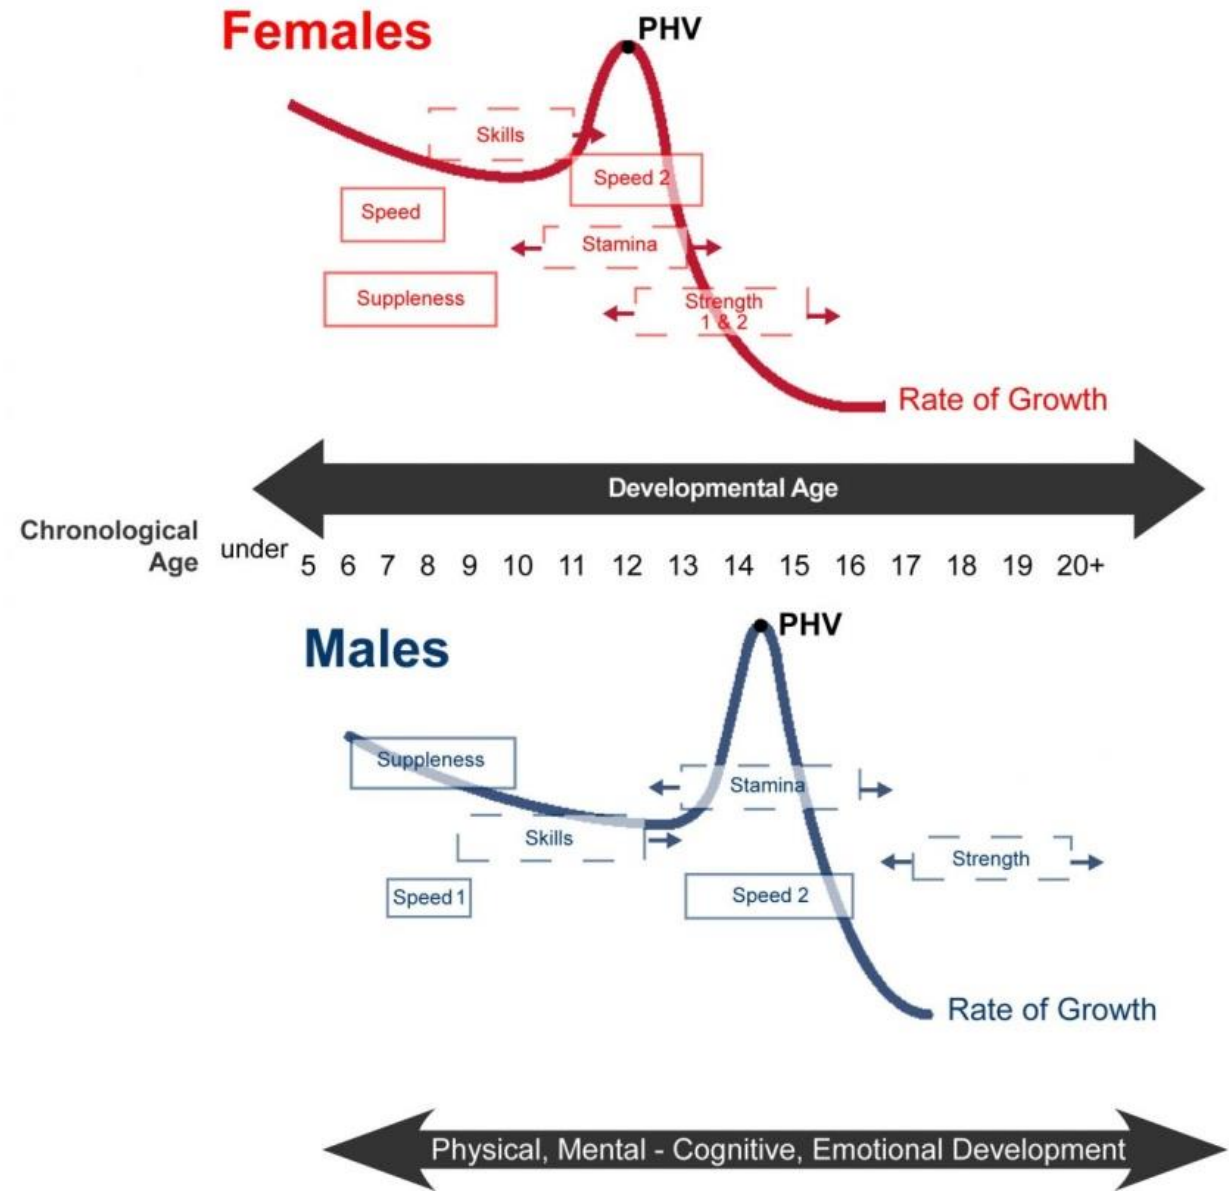 Females
PHV
Skills
Speed 2
Speed
Stamina
Suppleness
Strength
1 & 2
Rate of Growth
Developmental Age
Chronological
Age
under 5 6 7 8 9 10 11 12 13 14 15 16 17 18 19 20+
Males
PHV
Suppleness
Stamina
Skills
Strength
Speed 1
Speed 2
Rate of Growth
Physical, Mental - Cognitive, Emotional Development